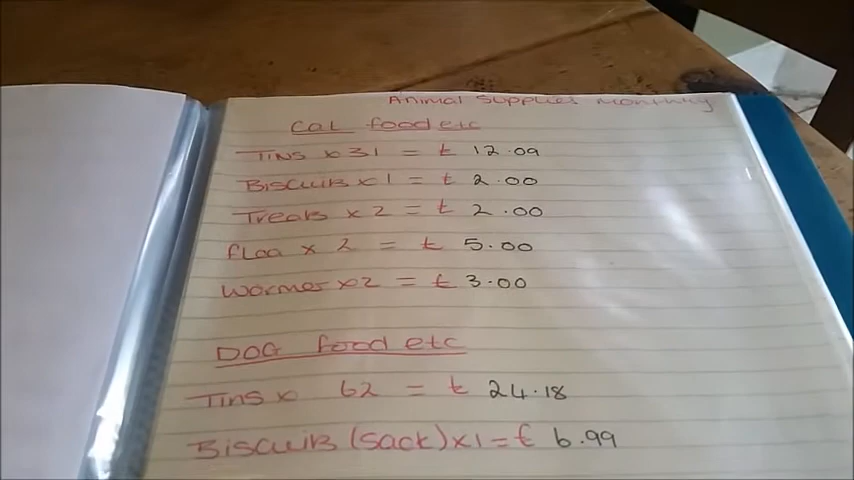 Animal Supplies Monthly
Cat food etc
Tins x 31 = £ 12.09
Biscuits x 1 = £ 2.00
Treats x 2 = £ 2.00
flea x 2 = £ 5.00
Wormer x 2 = £ 3.00
DOG food etc
Tins x 62 = £ 24.18
Biscuits (sack) x 1 = £ 6.99